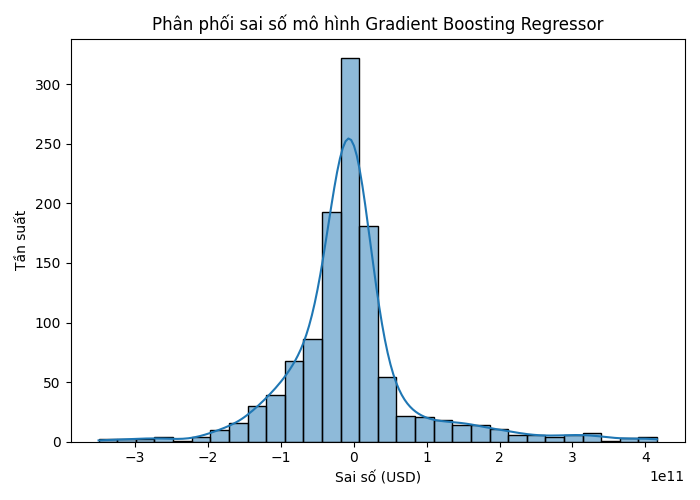 Phân phối sai số mô hình Gradient Boosting Regressor
Tần suất
300
250
200
150
100
50
0
−3 −2 −1 0 1 2 3 4
1e11
Sai số (USD)